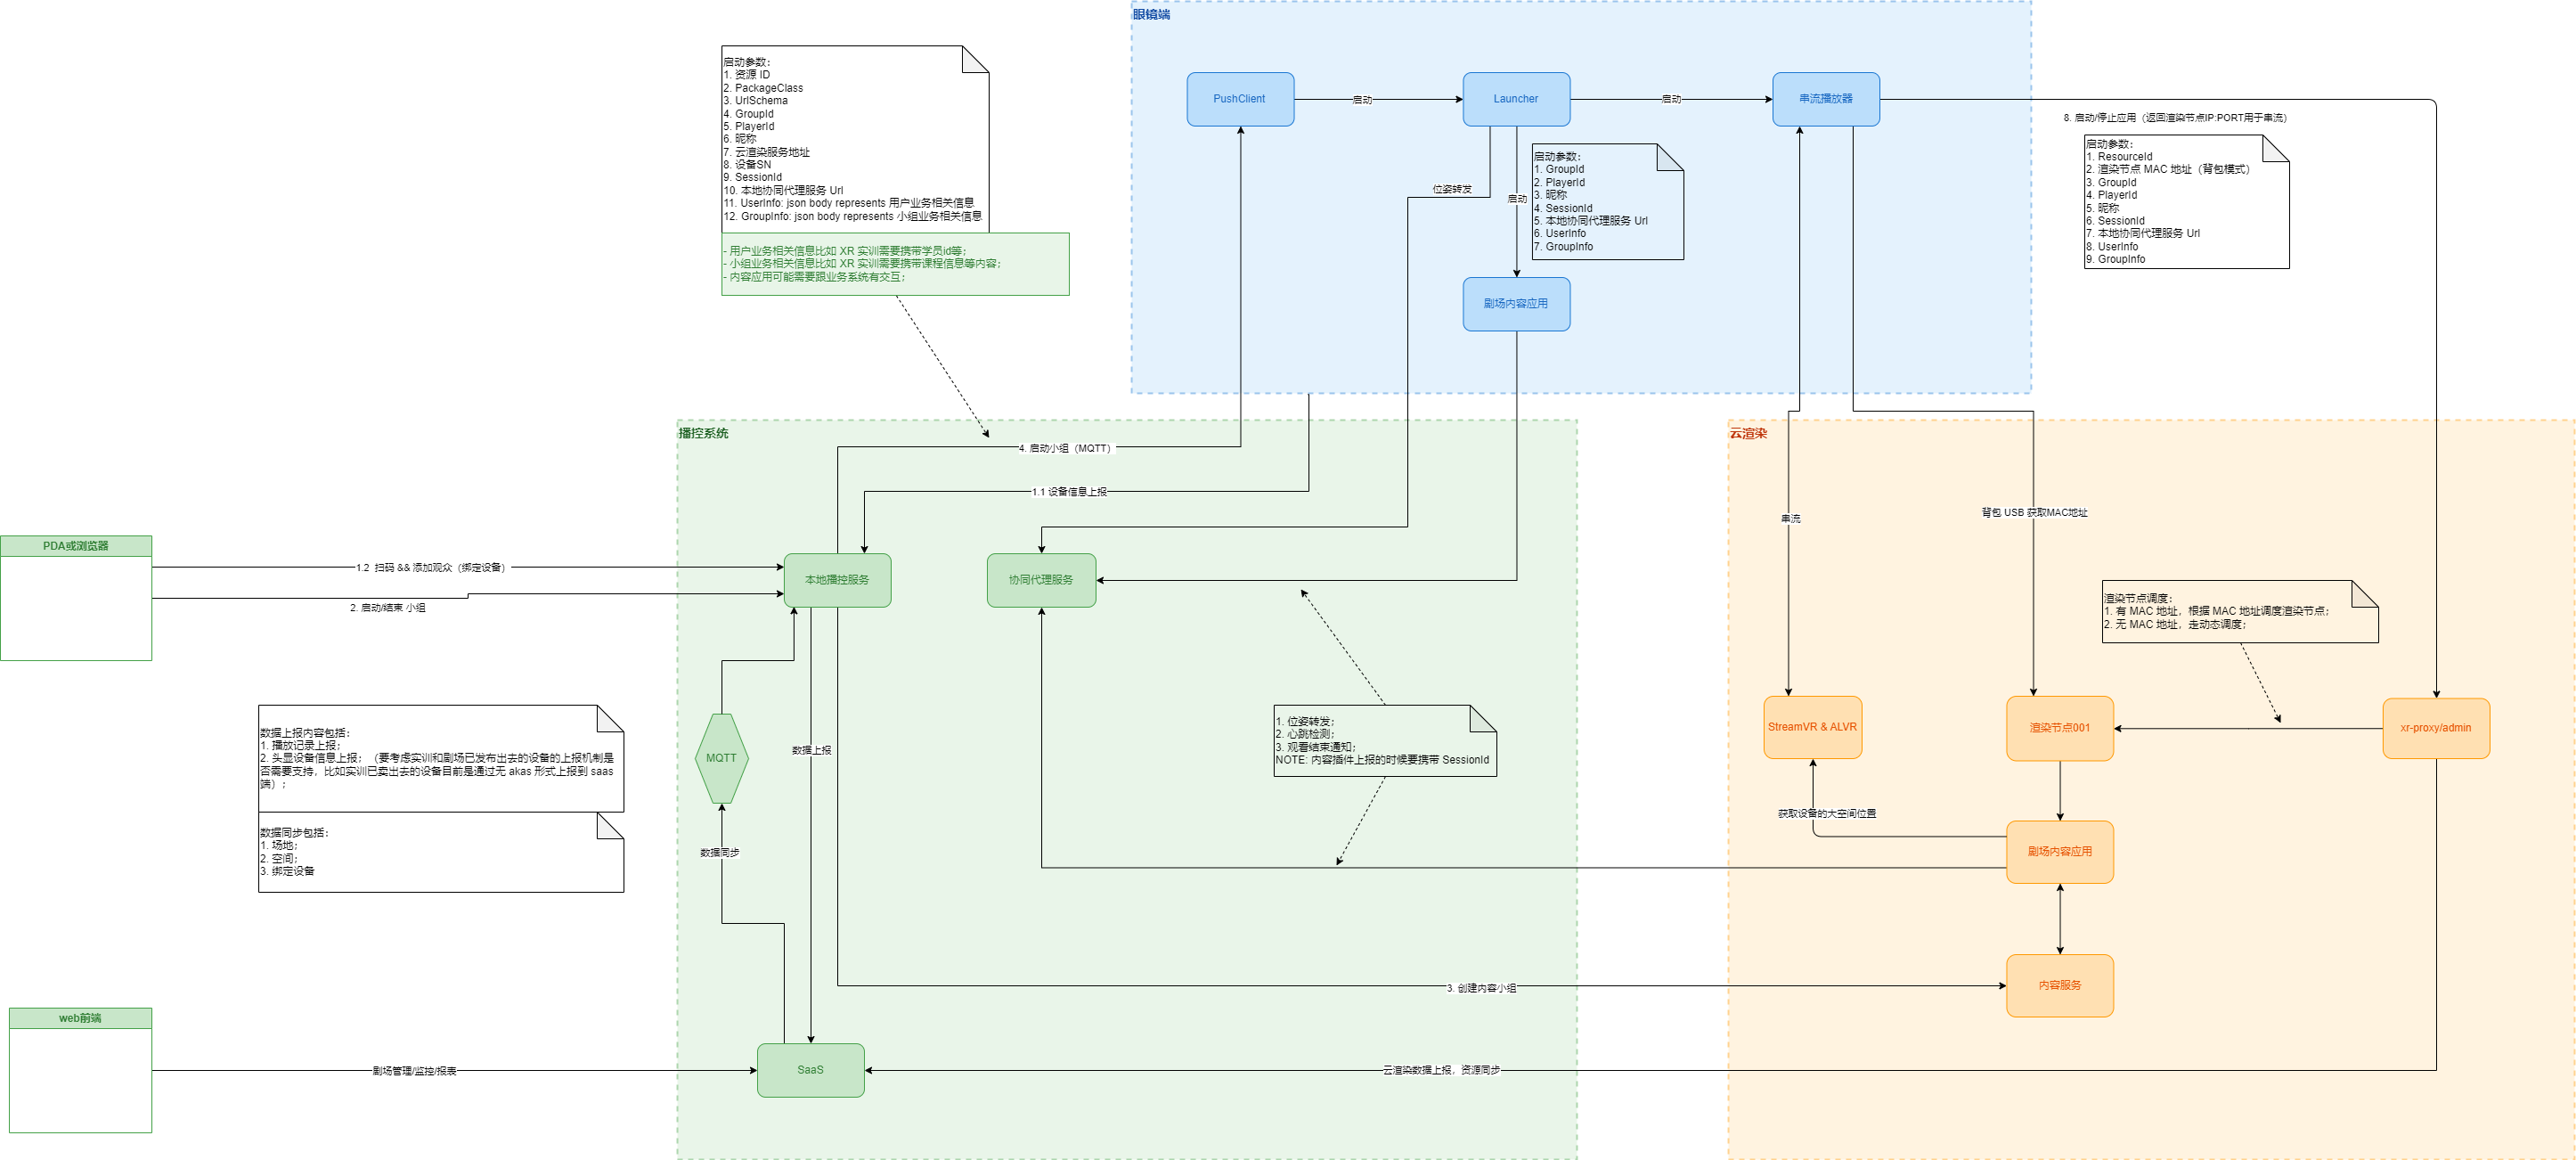 眼镜端
启动参数：
1. 资源 ID
2. PackageClass
3. UrlSchema
4. GroupId
5. PlayerId
6. 昵称
7. 云渲染服务地址
8. 设备SN
9. SessionId
10. 本地协同代理服务 Url
11. UserInfo: json body represents 用户业务相关信息
12. GroupInfo: json body represents 小组业务相关信息
- 用户业务相关信息比如 XR 实训需要携带学员id等；
- 小组业务相关信息比如 XR 实训需要携带课程信息等内容；
- 内容应用可能需要跟业务系统有交互；
PushClient
启动
Launcher
启动
串流播放器
8. 启动/停止应用（返回渲染节点IP:PORT用于串流）
启动参数：
1. ResourceId
2. 渲染节点 MAC 地址（背包模式）
3. GroupId
4. PlayerId
5. 昵称
6. SessionId
7. 本地协同代理服务 Url
8. UserInfo
9. GroupInfo
位姿转发
启动
启动参数：
1. GroupId
2. PlayerId
3. 昵称
4. SessionId
5. 本地协同代理服务 Url
6. UserInfo
7. GroupInfo
剧场内容应用
播控系统
4. 启动小组（MQTT）
1.1 设备信息上报
云渲染
串流
背包 USB 获取MAC地址
PDA或浏览器
1.2 扫码 && 添加观众（绑定设备）
2. 启动/结束 小组
本地播控服务
协同代理服务
渲染节点调度：
1. 有 MAC 地址，根据 MAC 地址调度渲染节点；
2. 无 MAC 地址，走动态调度；
数据上报内容包括：
1. 播放记录上报；
2. 头显设备信息上报；（要考虑实训和剧场已发布出去的设备的上报机制是
否需要支持，比如实训已卖出去的设备目前是通过无 akas 形式上报到 saas
端）；
数据同步包括：
1. 场地；
2. 空间；
3. 绑定设备
MQTT
数据上报
数据同步
1. 位姿转发；
2. 心跳检测；
3. 观看结束通知；
NOTE: 内容插件上报的时候要携带 SessionId
StreamVR & ALVR
渲染节点001
xr-proxy/admin
获取设备的大空间位置
剧场内容应用
3. 创建内容小组
内容服务
web前端
剧场管理/监控/报表
SaaS
云渲染数据上报，资源同步